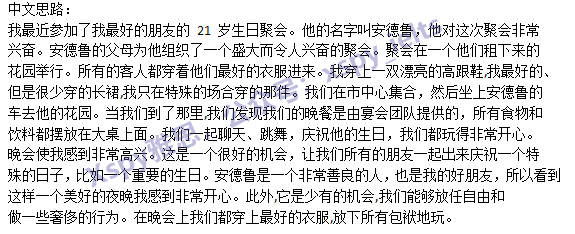 中文思路：
我最近参加了我最好的朋友的 21 岁生日聚会。他的名字叫安德鲁，他对这次聚会非常
兴奋。安德鲁的父母为他组织了一个盛大而令人兴奋的聚会。聚会在一个他们租下来的
花园举行。所有的客人都穿着他们最好的衣服进来。我穿上一双漂亮的高跟鞋,我最好的、
但是很少穿的长裙,我只在特殊的场合穿的那件。我们在市中心集合，然后坐上安德鲁的
车去他的花园。当我们到了那里,我们发现我们的晚餐是由宴会团队提供的，所有食物和
饮料都摆放在大桌上面。我们一起聊天、跳舞，庆祝他的生日，我们都玩得非常开心。
晚会使我感到非常高兴。这是一个很好的机会，让我们所有的朋友一起出来庆祝一个特
殊的日子，比如一个重要的生日。安德鲁是一个非常善良的人，也是我的好朋友，所以看到
这样一个美好的夜晚我感到非常开心。此外,它是少有的机会,我们能够放任自由和
做一些奢侈的行为。在晚会上我们都穿上最好的衣服,放下所有包袱地玩。